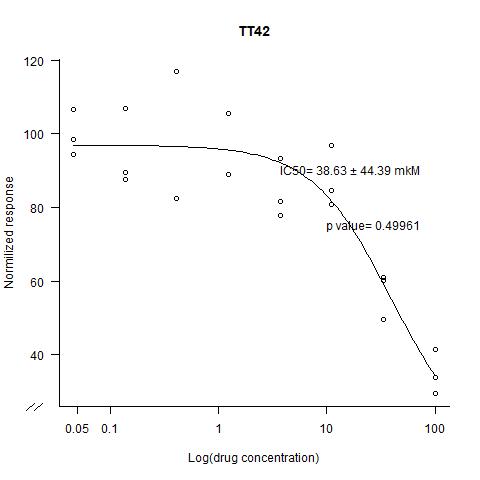 TT42
120
100
80
60
40
Normilized response
IC50= 38.63 ± 44.39 mkM
p value= 0.49961
0.05 0.1 1 10 100
Log(drug concentration)